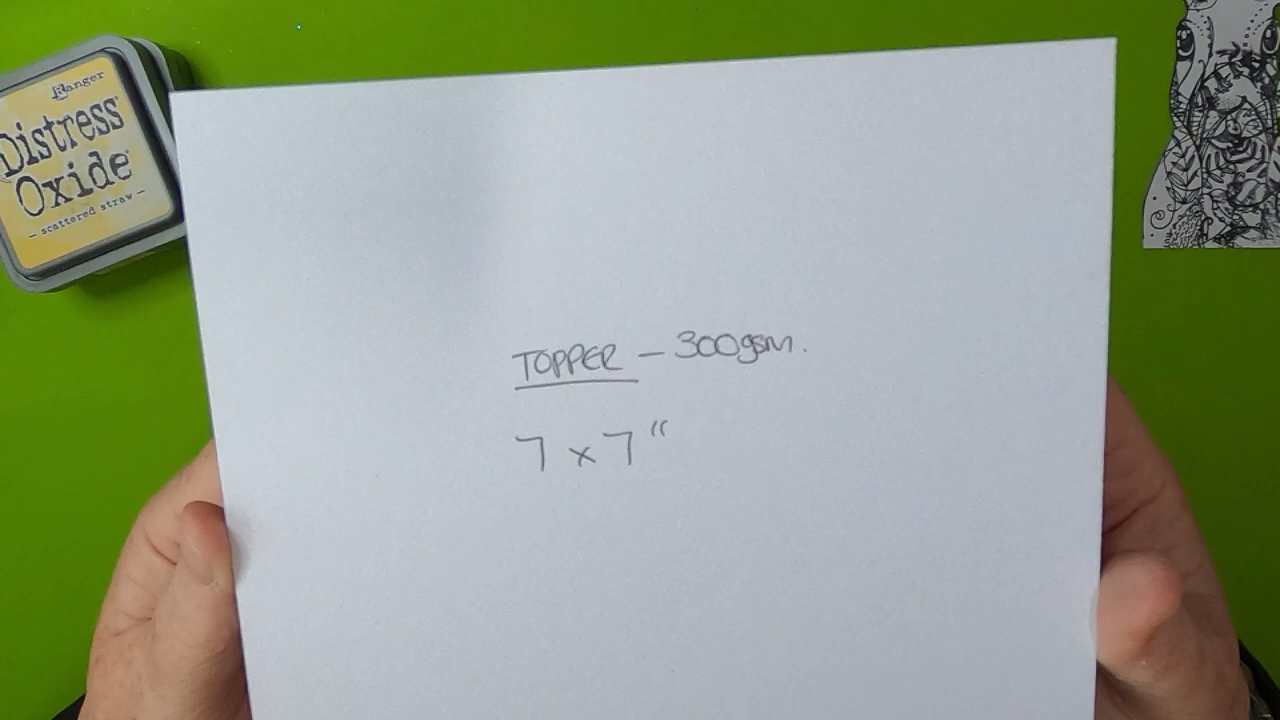 Ranger
Distress
Oxide
– scattered straw –
TOPPER – 300gsm.
7 x 7 "